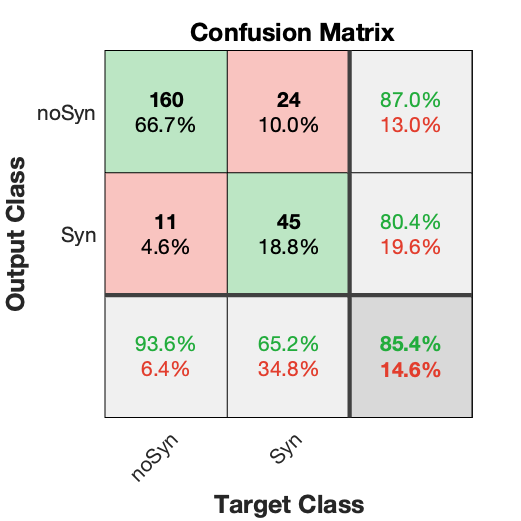 Confusion Matrix
Output Class
noSyn
160
66.7%
24
10.0%
87.0%
13.0%
Syn
11
4.6%
45
18.8%
80.4%
19.6%
93.6%
6.4%
65.2%
34.8%
85.4%
14.6%
noSyn
Syn
Target Class